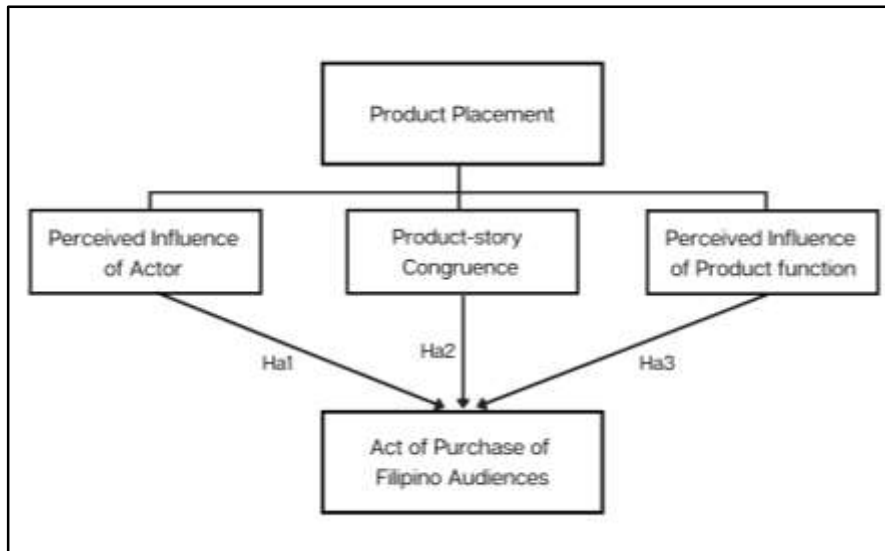 Product Placement
Perceived Influence
of Actor
Product-story
Congruence
Perceived Influence
of Product function
Ha1
Ha2
Ha3
Act of Purchase of
Filipino Audiences